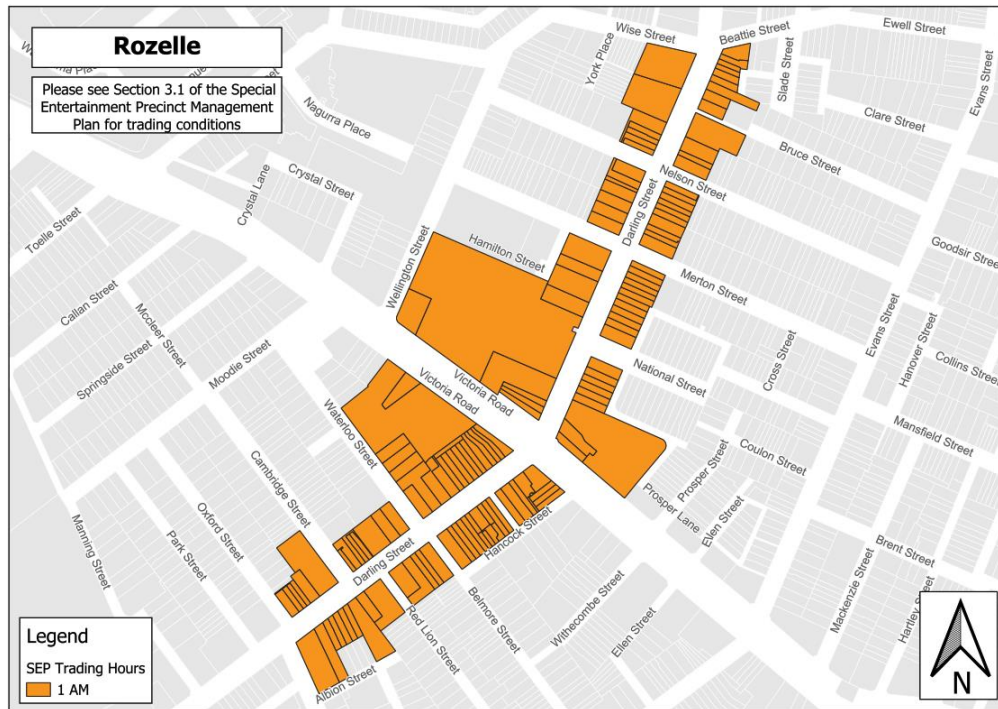 Rozelle
Please see Section 3.1 of the Special
Entertainment Precinct Management
Plan for trading conditions
Wise Street
Beattie Street
Ewell Street
York Place
Slade Street
Evans Street
Nagurra Place
Clare Street
Bruce Street
Crystal Lane
Crystal Street
Nelson Street
Darling Street
Toelle Street
Wellington Street
Hamilton Street
Goodsir Street
Merton Street
Callan Street
Mccleer Street
Evans Street
Hanover Street
Springside Street
Moodie Street
Cross Street
Collins Street
National Street
Victoria Road
Victoria Road
Waterloo Street
Mansfield Street
Coulon Street
Prosper Street
Cambridge Street
Prosper Lane
Ellen Street
Oxford Street
Manning Street
Park Street
Hancock Street
Darling Street
Brent Street
Mackenzie Street
Hartley Street
Belmore Street
Withecombe Street
Ellen Street
Red Lion Street
Albion Street
Legend
SEP Trading Hours
1 AM
N